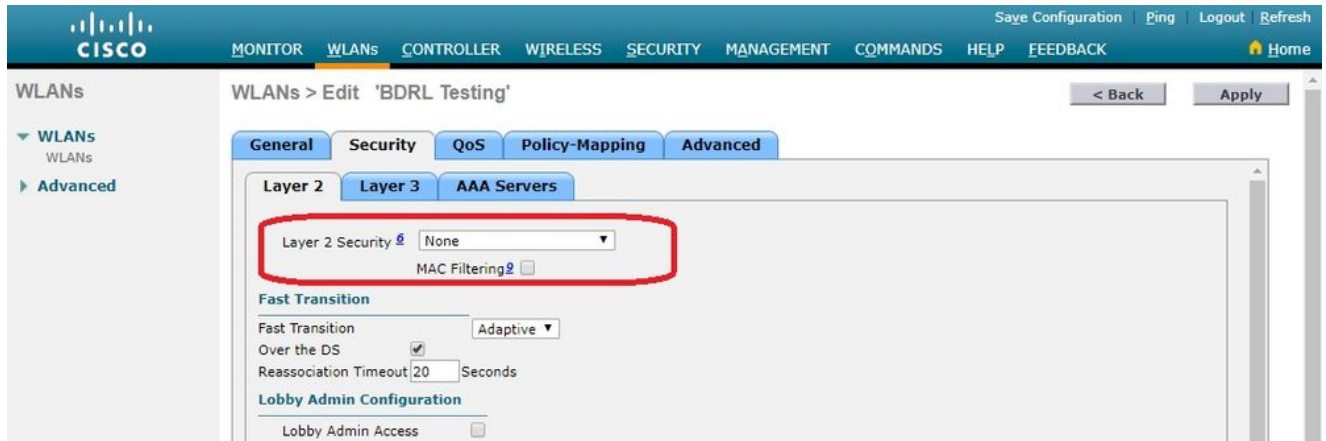 Save Configuration Ping Logout Refresh
CISCO MONITOR WLANs CONTROLLER WIRELESS SECURITY MANAGEMENT COMMANDS HELP FEEDBACK Home
WLANs
WLANs > Edit 'BDRL Testing'
< Back Apply
WLANs
WLANs
Advanced
General Security QoS Policy-Mapping Advanced
Layer 2 Layer 3 AAA Servers
Layer 2 Security 6 None
MAC Filtering 9
Fast Transition
Fast Transition Adaptive
Over the DS
Reassociation Timeout 20 Seconds
Lobby Admin Configuration
Lobby Admin Access